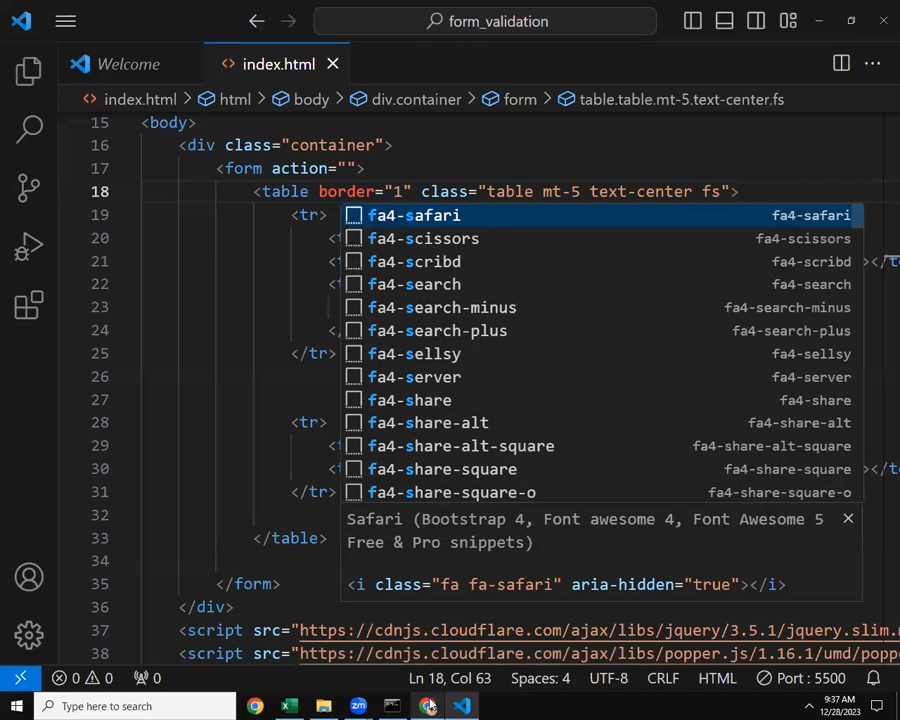 form_validation
Welcome
index.html
index.html > html > body > div.container > form > table.table.mt-5.text-center.fs
15 <body>
16 <div class="container">
17 <form action="">
18 <table border="1" class="table mt-5 text-center fs">
19 <tr>
fa4-safari fa4-safari
20 <t
fa4-scissors fa4-scissors
21 <t
fa4-scribd fa4-scribd ></t
22 <t
fa4-search fa4-search
23
fa4-search-minus fa4-search-minus
24 </
fa4-search-plus fa4-search-plus
25 </tr>
fa4-sellsy fa4-sellsy
26
fa4-server fa4-server
27
fa4-share fa4-share
28 <tr>
fa4-share-alt fa4-share-alt
29 <t
fa4-share-alt-square fa4-share-alt-square
30 <t
fa4-share-square fa4-share-square ></t
31 </tr>
fa4-share-square-o fa4-share-square-o
32
Safari (Bootstrap 4, Font awesome 4, Font Awesome 5
Free & Pro snippets)
33 </table>
34
<i class="fa fa-safari" aria-hidden="true"></i>
35 </form>
36 </div>
37 <script src="https://cdnjs.cloudflare.com/ajax/libs/jquery/3.5.1/jquery.slim.
38 <script src="https://cdnjs.cloudflare.com/ajax/libs/popper.js/1.16.1/umd/popp
0 0 0 Ln 18, Col 63 Spaces: 4 UTF-8 CRLF HTML Port : 5500
Type here to search
9:37 AM
12/28/2023